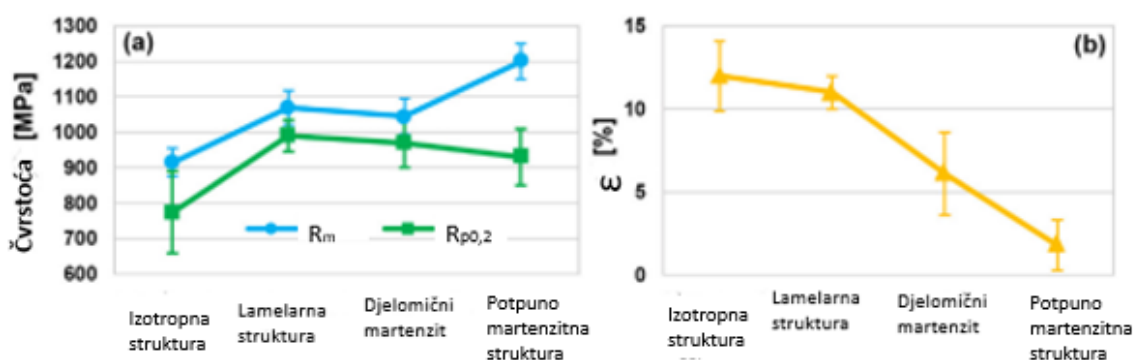 1300
1200
1100
1000
900
800
700
600
Čvrstoća [MPa]
(a)
Rm
Rp0,2
Izotropna
struktura
Lamelarna
struktura
Djelomični
martenzit
Potpuno
martenzitna
struktura
15
10
5
0
ε [%]
(b)
Izotropna
struktura
Lamelarna
struktura
Djelomični
martenzit
Potpuno
martenzitna
struktura